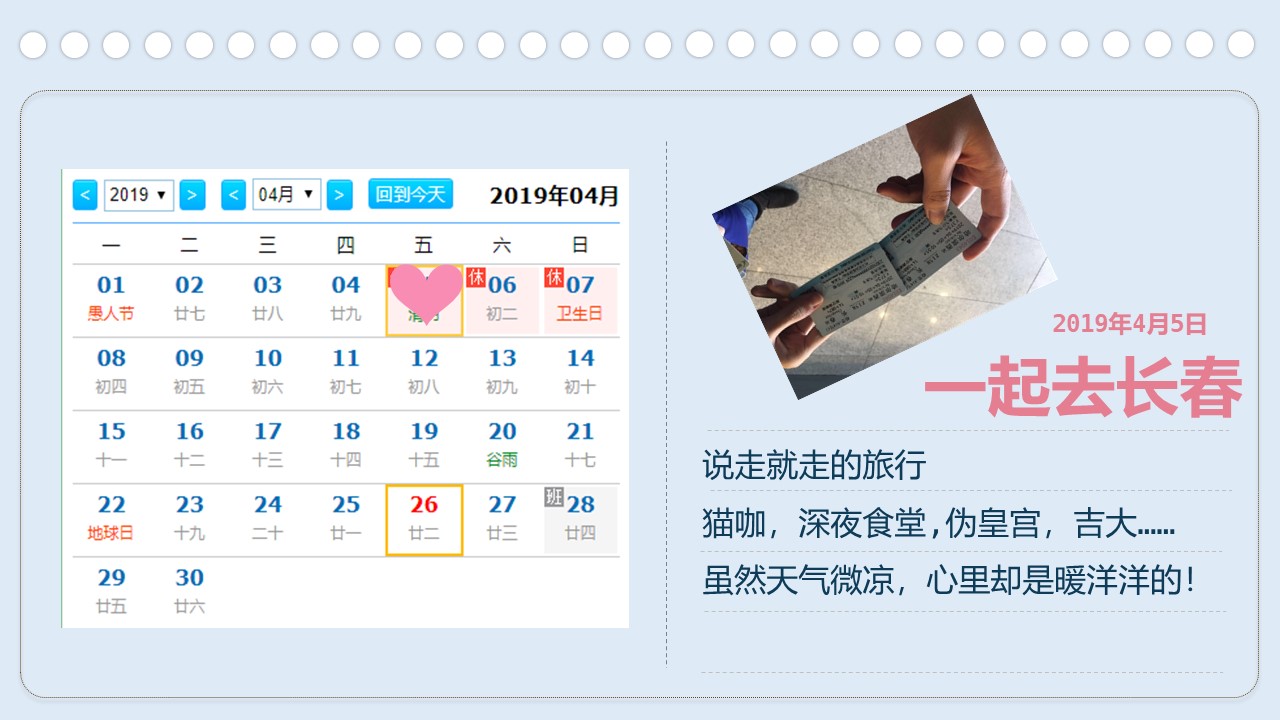 < 2019 ▼ > < 04月 ▼ > 回到今天 2019年04月
一 二 三 四 五 六 日
01 02 03 04 休 06 休 07
愚人节 廿七 廿八 廿九 初二 卫生日
08 09 10 11 12 13 14
初四 初五 初六 初七 初八 初九 初十
15 16 17 18 19 20 21
十一 十二 十三 十四 十五 谷雨 十七
22 23 24 25 26 27 班 28
地球日 十九 二十 廿一 廿二 廿三 廿四
29 30
廿五 廿六
2019年4月5日
一起去长春
说走就走的旅行
猫咖，深夜食堂,伪皇宫，吉大……
虽然天气微凉，心里却是暖洋洋的！